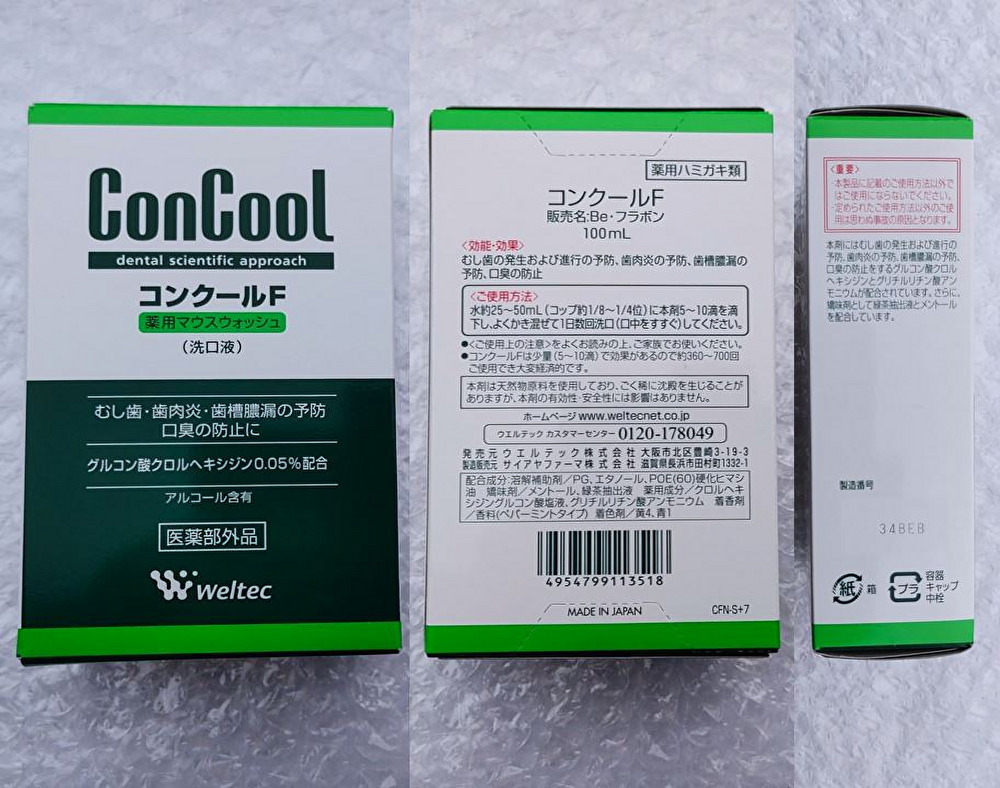 ConCool
dental scientific approach
コンクールF
薬用マウスウォッシュ
(洗口液)
むし歯・歯肉炎・歯槽膿漏の予防
口臭の防止に
グルコン酸クロルヘキシジン0.05%配合
アルコール含有
医薬部外品
weltec
薬用ハミガキ類
コンクールF
販売名:Be・フラボン
100mL
〈効能・効果〉
むし歯の発生および進行の予防、歯肉炎の予防、歯槽膿漏の
予防、口臭の防止
〈ご使用方法〉
水約25~50mL(コップ約1/8~1/4位)に本剤5~10滴を滴
下し、よくかき混ぜて1日数回洗口(口中をすすぐ)してください。
●〈ご使用上の注意〉をよくお読みの上、ご家族でお使いください。
●コンクールFは少量(5~10滴)で効果があるので約360~700回
ご使用でき大変経済的です。
本剤は天然物原料を使用しており、ごく稀に沈殿を生じることが
ありますが、本剤の有効性・安全性には影響はありません。
ホームページ www.weltecnet.co.jp
ウエルテック カスタマーセンター 0120-178049
発売元 ウエルテック株式会社 大阪市北区豊崎3-19-3
製造販売元 サイアヤファーマ株式会社 滋賀県長浜市田村町1332-1
配合成分:溶解補助剤/PG、エタノール、POE(60)硬化ヒマシ
油 矯味剤/メントール、緑茶抽出液 薬用成分/クロルヘキ
シジングルコン酸塩液、グリチルリチン酸アンモニウム 着香剤
/香料(ペパーミントタイプ) 着色剤/黄4、青1
4954799113518
MADE IN JAPAN
CFN-S+7
〈重要〉
・本製品に記載のご使用方法以外で
はご使用にならないでください。
・定められたご使用方法以外のご使
用は思わぬ事故の原因となります。
本剤にはむし歯の発生および進行の
予防、歯肉炎の予防、歯槽膿漏の予防、
口臭の防止をするグルコン酸クロル
ヘキシジンとグリチルリチン酸アン
モニウムが配合されています。さらに、
矯味剤として緑茶抽出液とメントール
を配合しています。
製造番号
34BEB
紙 箱
プラ 容器
キャップ
中栓